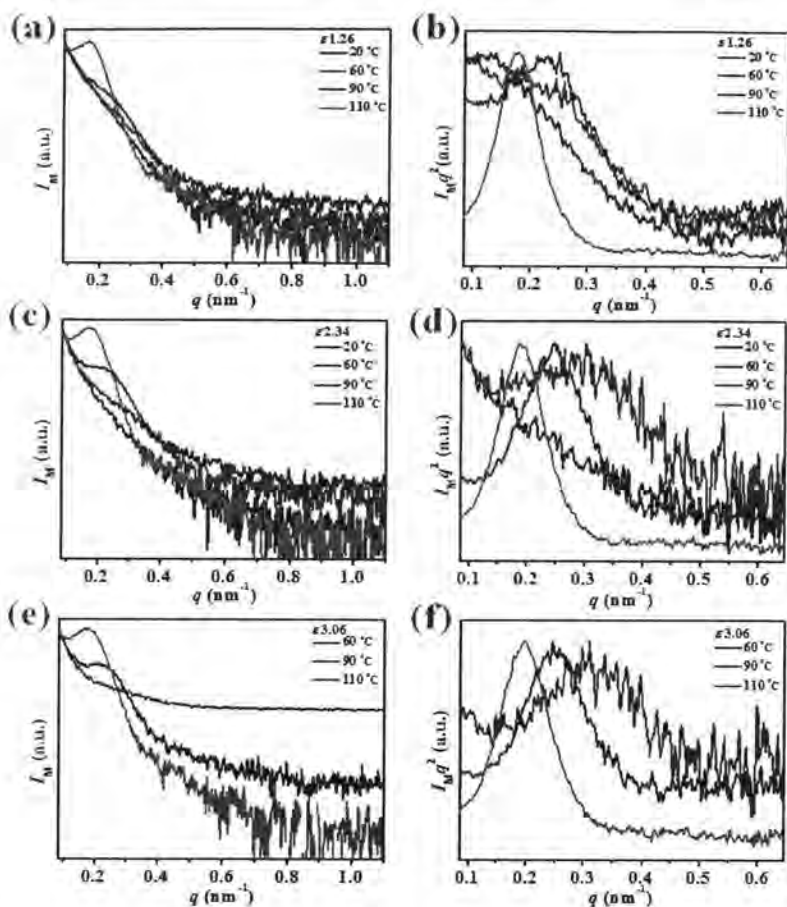 (a)
ε1.26
20 °C
60 °C
90 °C
110 °C
I_M (a.u.)
0.2 0.4 0.6 0.8 1.0
q (nm⁻¹)
(b)
ε1.26
20 °C
60 °C
90 °C
110 °C
I_M q² (a.u.)
0.1 0.2 0.3 0.4 0.5 0.6
q (nm⁻¹)
(c)
ε2.34
20 °C
60 °C
90 °C
110 °C
I_M (a.u.)
0.2 0.4 0.6 0.8 1.0
q (nm⁻¹)
(d)
ε2.34
20 °C
60 °C
90 °C
110 °C
I_M q² (a.u.)
0.1 0.2 0.3 0.4 0.5 0.6
q (nm⁻¹)
(e)
ε3.06
60 °C
90 °C
110 °C
I_M (a.u.)
0.2 0.4 0.6 0.8 1.0
q (nm⁻¹)
(f)
ε3.06
60 °C
90 °C
110 °C
I_M q² (a.u.)
0.1 0.2 0.3 0.4 0.5 0.6
q (nm⁻¹)